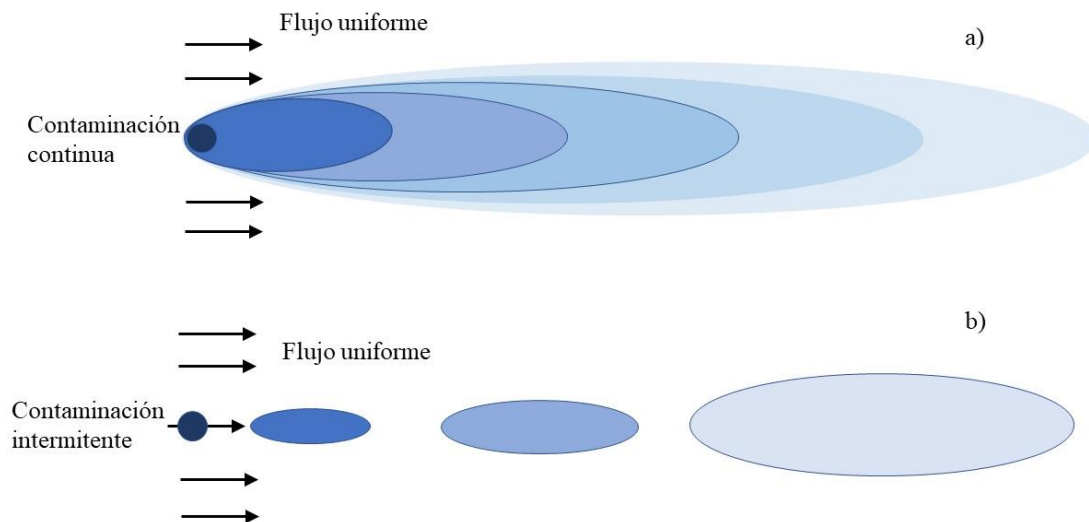 Flujo uniforme
a)
Contaminación
continua
b)
Flujo uniforme
Contaminación
intermitente